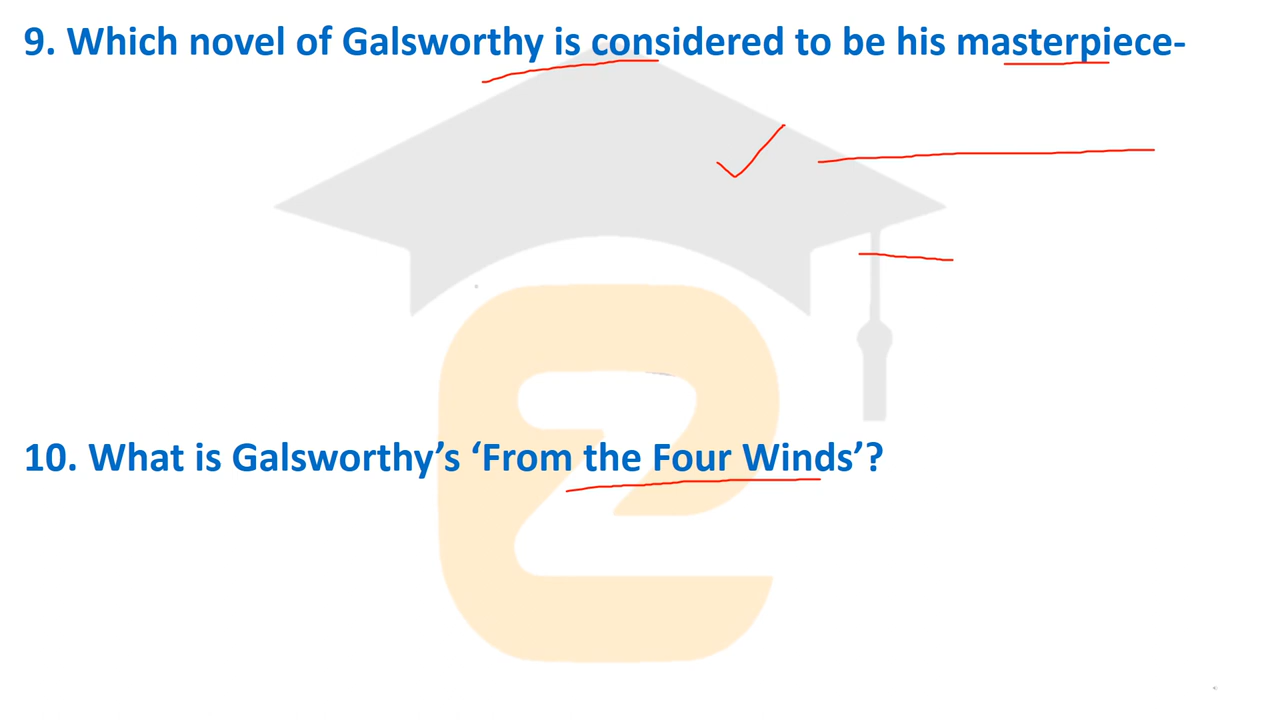 9. Which novel of Galsworthy is considered to be his masterpiece-
10. What is Galsworthy’s ‘From the Four Winds’?